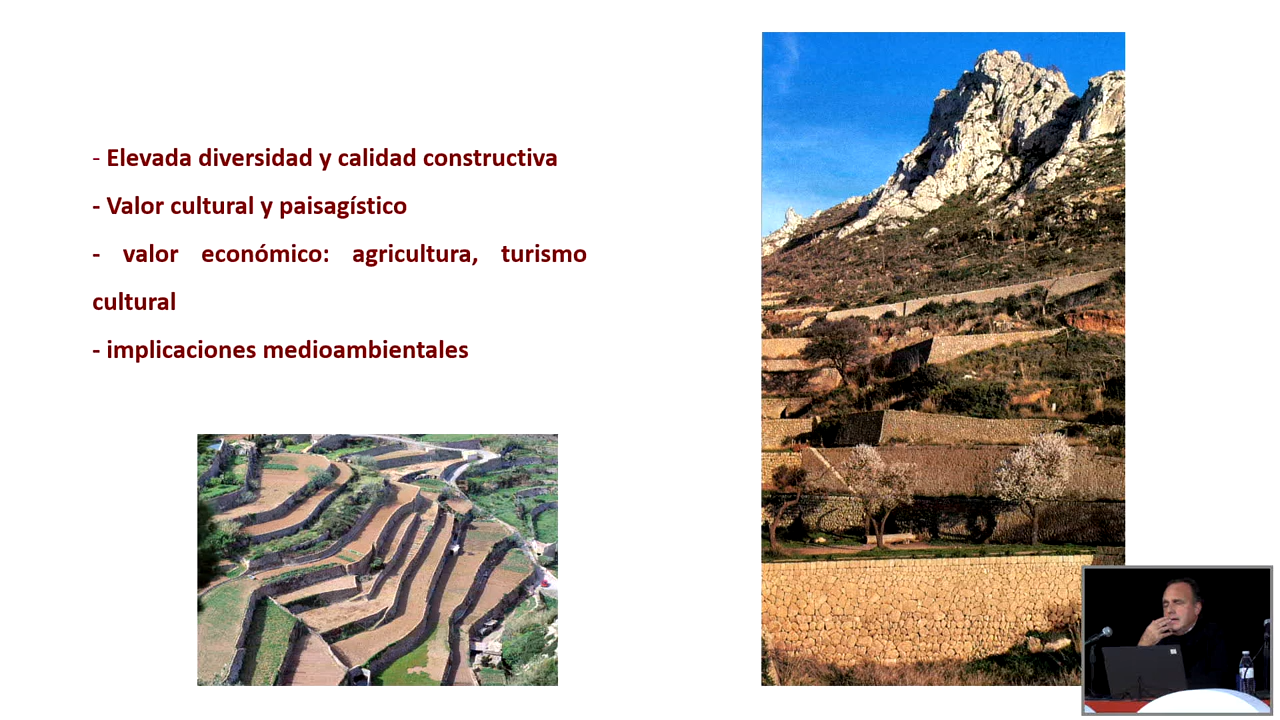 - Elevada diversidad y calidad constructiva
- Valor cultural y paisagístico
- valor económico: agricultura, turismo
cultural
- implicaciones medioambientales